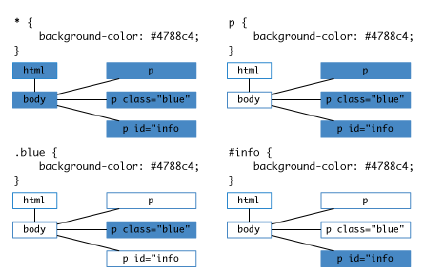 * {
background-color: #4788c4;
}
html
p
body
p class="blue"
p id="info
p {
background-color: #4788c4;
}
html
p
body
p class="blue"
p id="info
.blue {
background-color: #4788c4;
}
html
p
body
p class="blue"
p id="info
#info {
background-color: #4788c4;
}
html
p
body
p class="blue"
p id="info